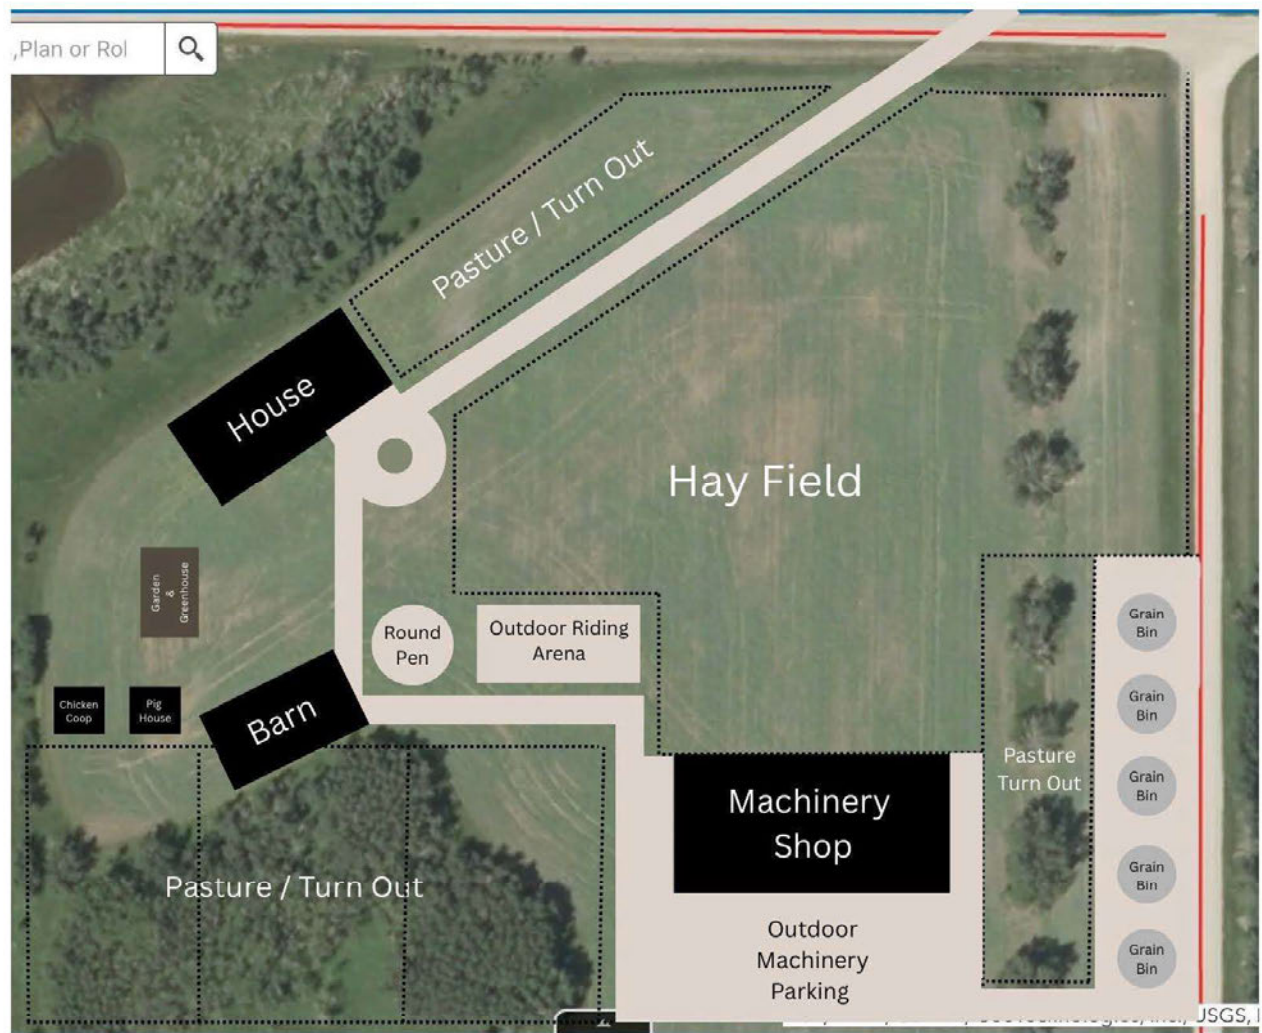 ,Plan or Rol
Pasture / Turn Out
House
Hay Field
Garden
&
Greenhouse
Round
Pen
Outdoor Riding
Arena
Grain
Bin
Grain
Bin
Chicken
Coop
Pig
House
Barn
Pasture
Turn Out
Grain
Bin
Machinery
Shop
Pasture / Turn Out
Grain
Bin
Outdoor
Machinery
Parking
Grain
Bin
USGS,